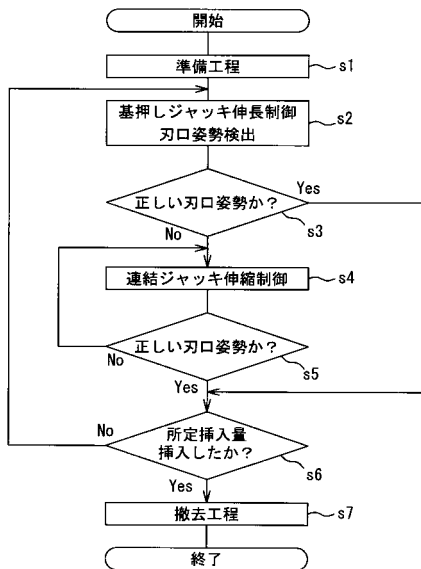 開始
準備工程
s1
基押しジャッキ伸長制御
刃口姿勢検出
s2
正しい刃口姿勢か？
Yes
s3
No
連結ジャッキ伸縮制御
s4
正しい刃口姿勢か？
No
s5
Yes
所定挿入量
挿入したか？
No
s6
Yes
撤去工程
s7
終了